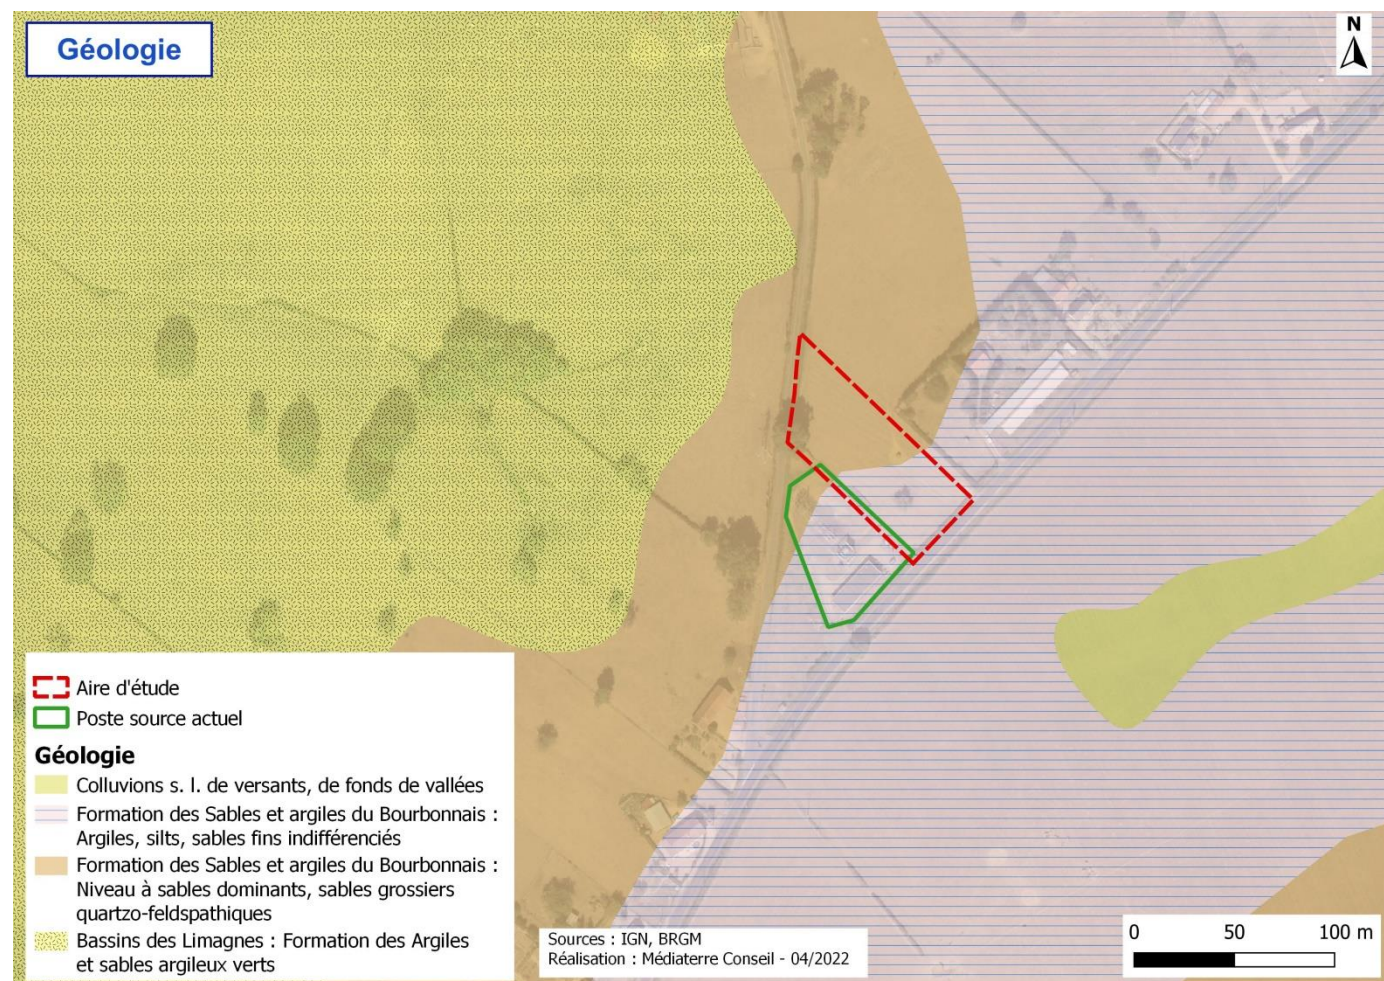 Géologie
N
Aire d'étude
Poste source actuel
Géologie
Colluvions s. l. de versants, de fonds de vallées
Formation des Sables et argiles du Bourbonnais :
Argiles, silts, sables fins indifférenciés
Formation des Sables et argiles du Bourbonnais :
Niveau à sables dominants, sables grossiers
quartzo-feldspathiques
Bassins des Limagnes : Formation des Argiles
et sables argileux verts
Sources : IGN, BRGM
Réalisation : Médiaterre Conseil - 04/2022
0 50 100 m